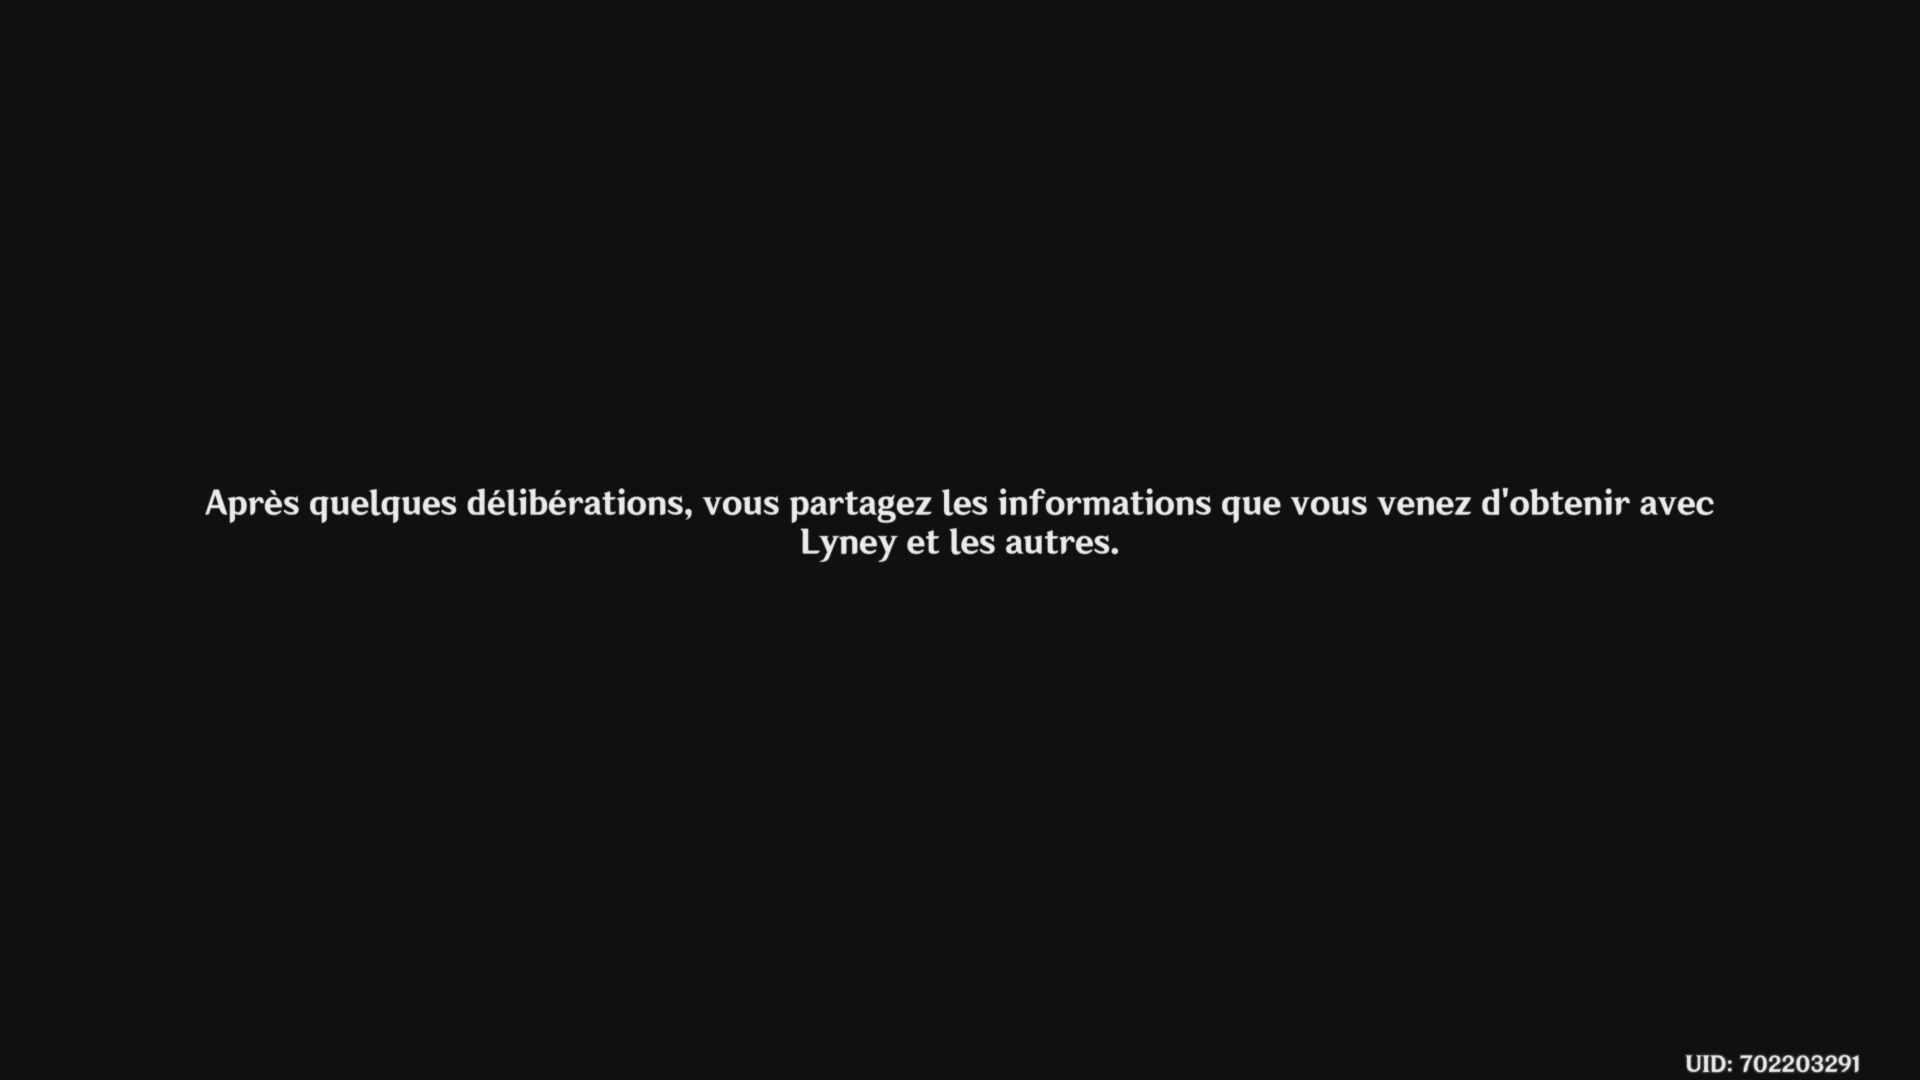 Après quelques délibérations, vous partagez les informations que vous venez d'obtenir avec
Lyney et les autres.
UID: 702203291